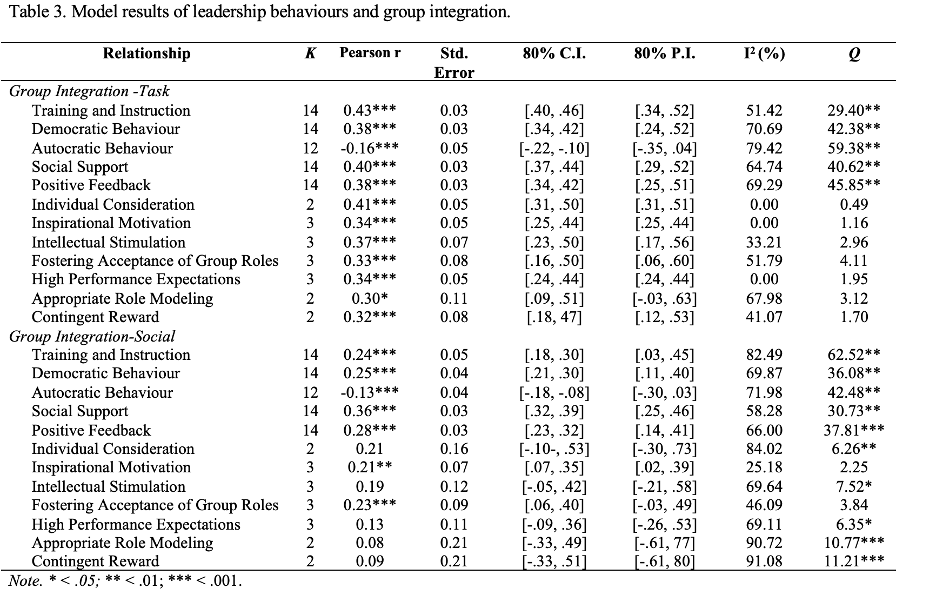 Table 3. Model results of leadership behaviours and group integration.
Relationship K Pearson r Std. Error 80% C.I. 80% P.I. I² (%) Q
Group Integration -Task
Training and Instruction 14 0.43*** 0.03 [.40, .46] [.34, .52] 51.42 29.40**
Democratic Behaviour 14 0.38*** 0.03 [.34, .42] [.24, .52] 70.69 42.38**
Autocratic Behaviour 12 -0.16*** 0.05 [-.22, -.10] [-.35, .04] 79.42 59.38**
Social Support 14 0.40*** 0.03 [.37, .44] [.29, .52] 64.74 40.62**
Positive Feedback 14 0.38*** 0.03 [.34, .42] [.25, .51] 69.29 45.85**
Individual Consideration 2 0.41*** 0.05 [.31, .50] [.31, .51] 0.00 0.49
Inspirational Motivation 3 0.34*** 0.05 [.25, .44] [.25, .44] 0.00 1.16
Intellectual Stimulation 3 0.37*** 0.07 [.23, .50] [.17, .56] 33.21 2.96
Fostering Acceptance of Group Roles 3 0.33*** 0.08 [.16, .50] [.06, .60] 51.79 4.11
High Performance Expectations 3 0.34*** 0.05 [.24, .44] [.24, .44] 0.00 1.95
Appropriate Role Modeling 2 0.30* 0.11 [.09, .51] [-.03, .63] 67.98 3.12
Contingent Reward 2 0.32*** 0.08 [.18, 47] [.12, .53] 41.07 1.70
Group Integration-Social
Training and Instruction 14 0.24*** 0.05 [.18, .30] [.03, .45] 82.49 62.52**
Democratic Behaviour 14 0.25*** 0.04 [.21, .30] [.11, .40] 69.87 36.08**
Autocratic Behaviour 12 -0.13*** 0.04 [-.18, -.08] [-.30, .03] 71.98 42.48**
Social Support 14 0.36*** 0.03 [.32, .39] [.25, .46] 58.28 30.73**
Positive Feedback 14 0.28*** 0.03 [.23, .32] [.14, .41] 66.00 37.81***
Individual Consideration 2 0.21 0.16 [-.10-, .53] [-.30, .73] 84.02 6.26**
Inspirational Motivation 3 0.21** 0.07 [.07, .35] [.02, .39] 25.18 2.25
Intellectual Stimulation 3 0.19 0.12 [-.05, .42] [-.21, .58] 69.64 7.52*
Fostering Acceptance of Group Roles 3 0.23*** 0.09 [.06, .40] [-.03, .49] 46.09 3.84
High Performance Expectations 3 0.13 0.11 [-.09, .36] [-.26, .53] 69.11 6.35*
Appropriate Role Modeling 2 0.08 0.21 [-.33, .49] [-.61, 77] 90.72 10.77***
Contingent Reward 2 0.09 0.21 [-.33, .51] [-.61, 80] 91.08 11.21***
Note. * < .05; ** < .01; *** < .001.